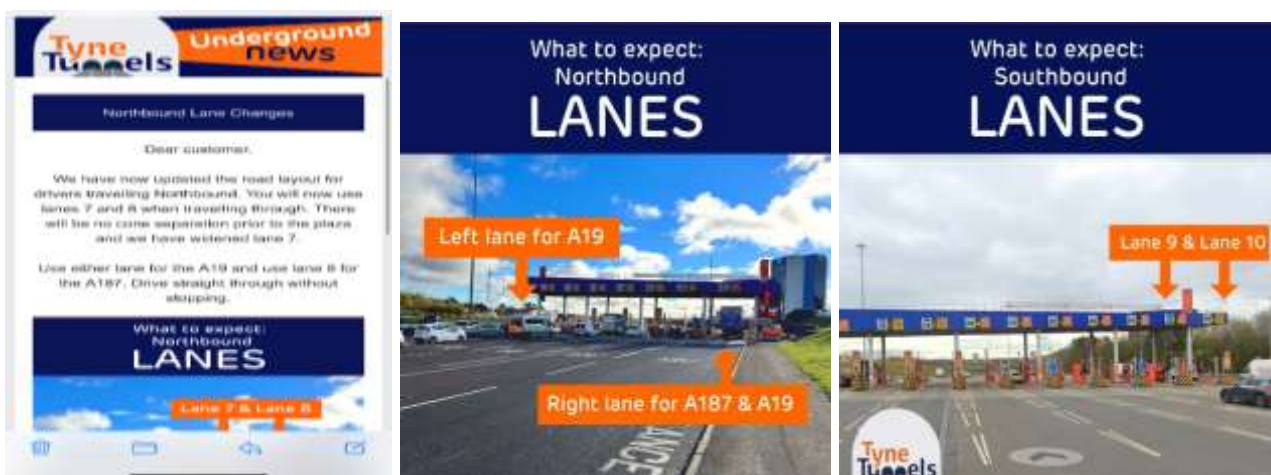 Tyne
Tunnels
Underground
news
Northbound Lane Changes
Dear customer,
We have now updated the road layout for
drivers travelling Northbound. You will now use
lanes 7 and 8 when travelling through. There
will be no cone separation prior to the plaza
and we have widened lane 7.
Use either lane for the A19 and use lane 8 for
the A187. Drive straight through without
stopping.
What to expect:
Northbound
LANES
Lane 7 & Lane 8
What to expect:
Northbound
LANES
Left lane for A19
Right lane for A187 & A19
What to expect:
Southbound
LANES
Lane 9 & Lane 10
Tyne
Tunnels